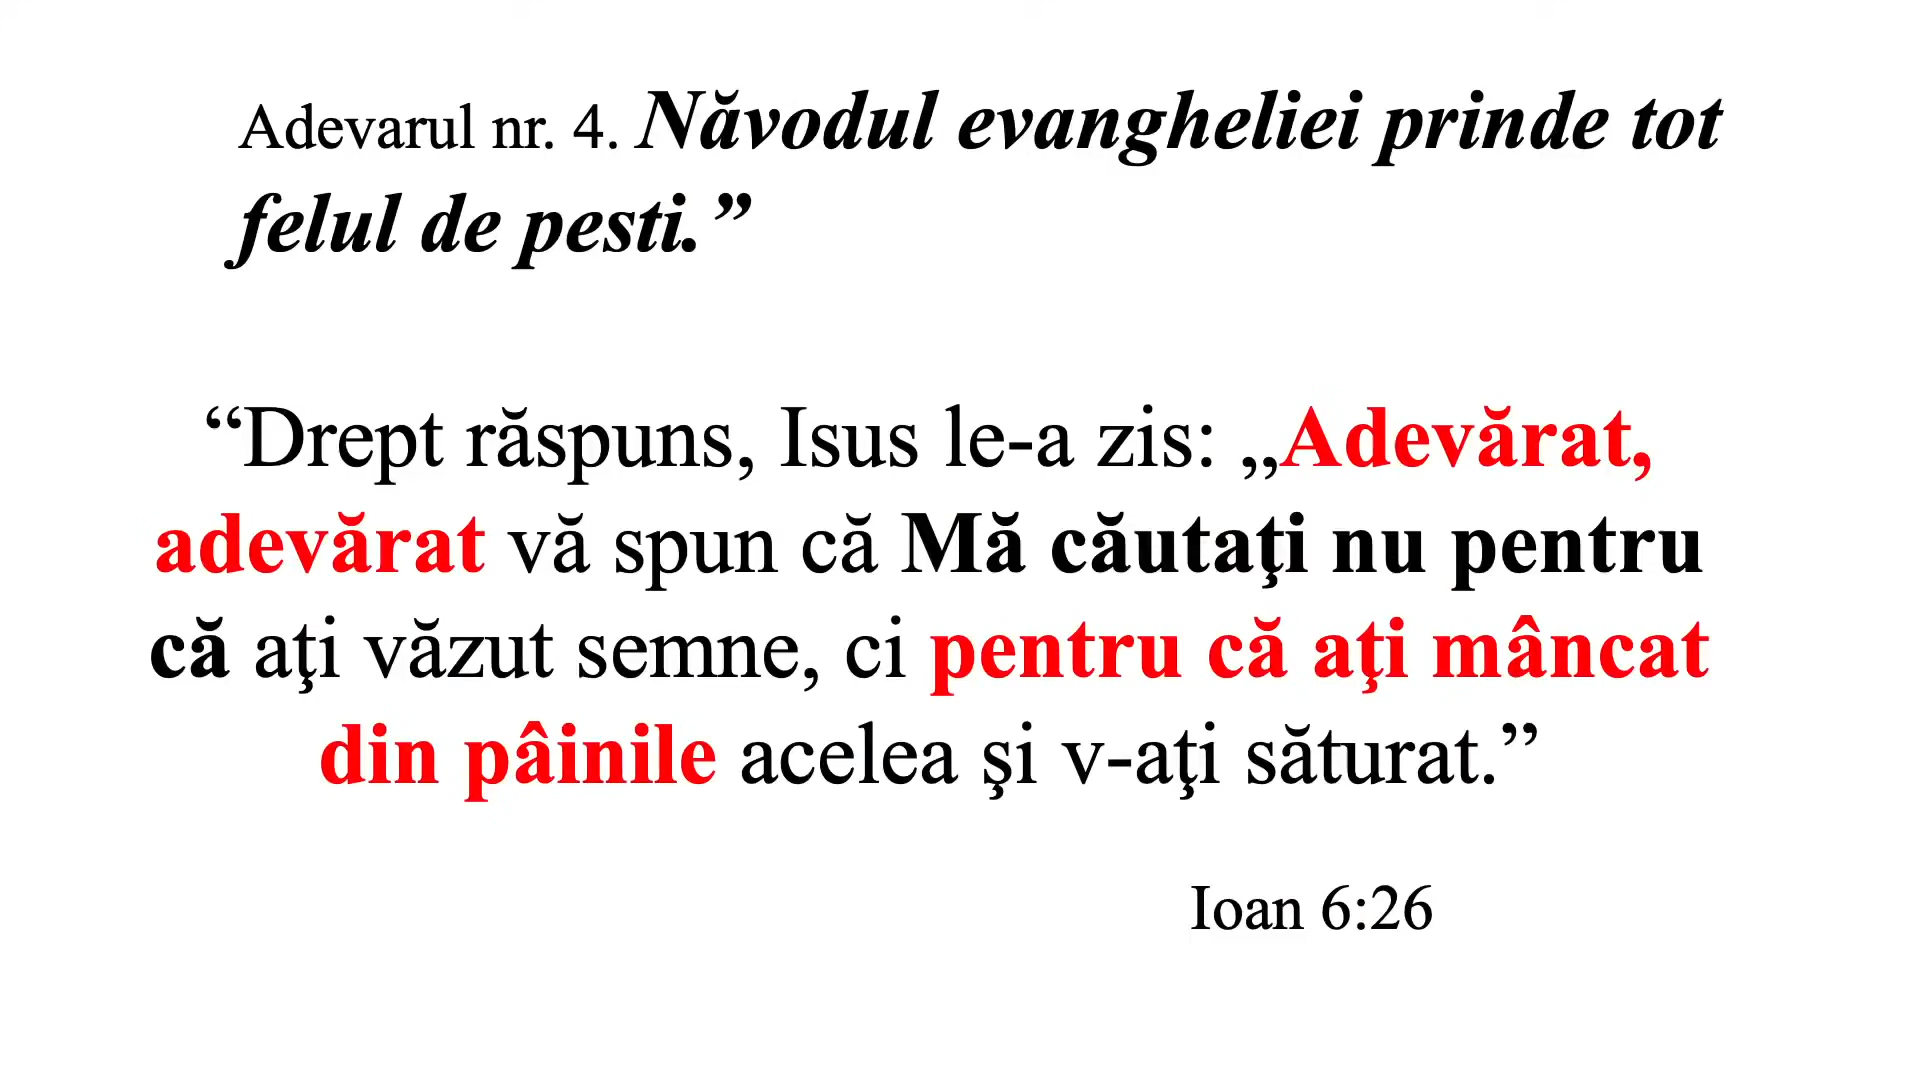 Adevarul nr. 4. Năvodul evangheliei prinde tot
felul de pesti.”
“Drept răspuns, Isus le-a zis: „Adevărat,
adevărat vă spun că Mă căutaţi nu pentru
că aţi văzut semne, ci pentru că aţi mâncat
din pâinile acelea şi v-aţi săturat.”
Ioan 6:26